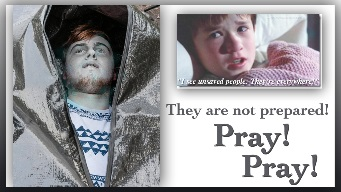 "I see unsaved people. They're everywhere!"
They are not prepared!
Pray!
Pray!